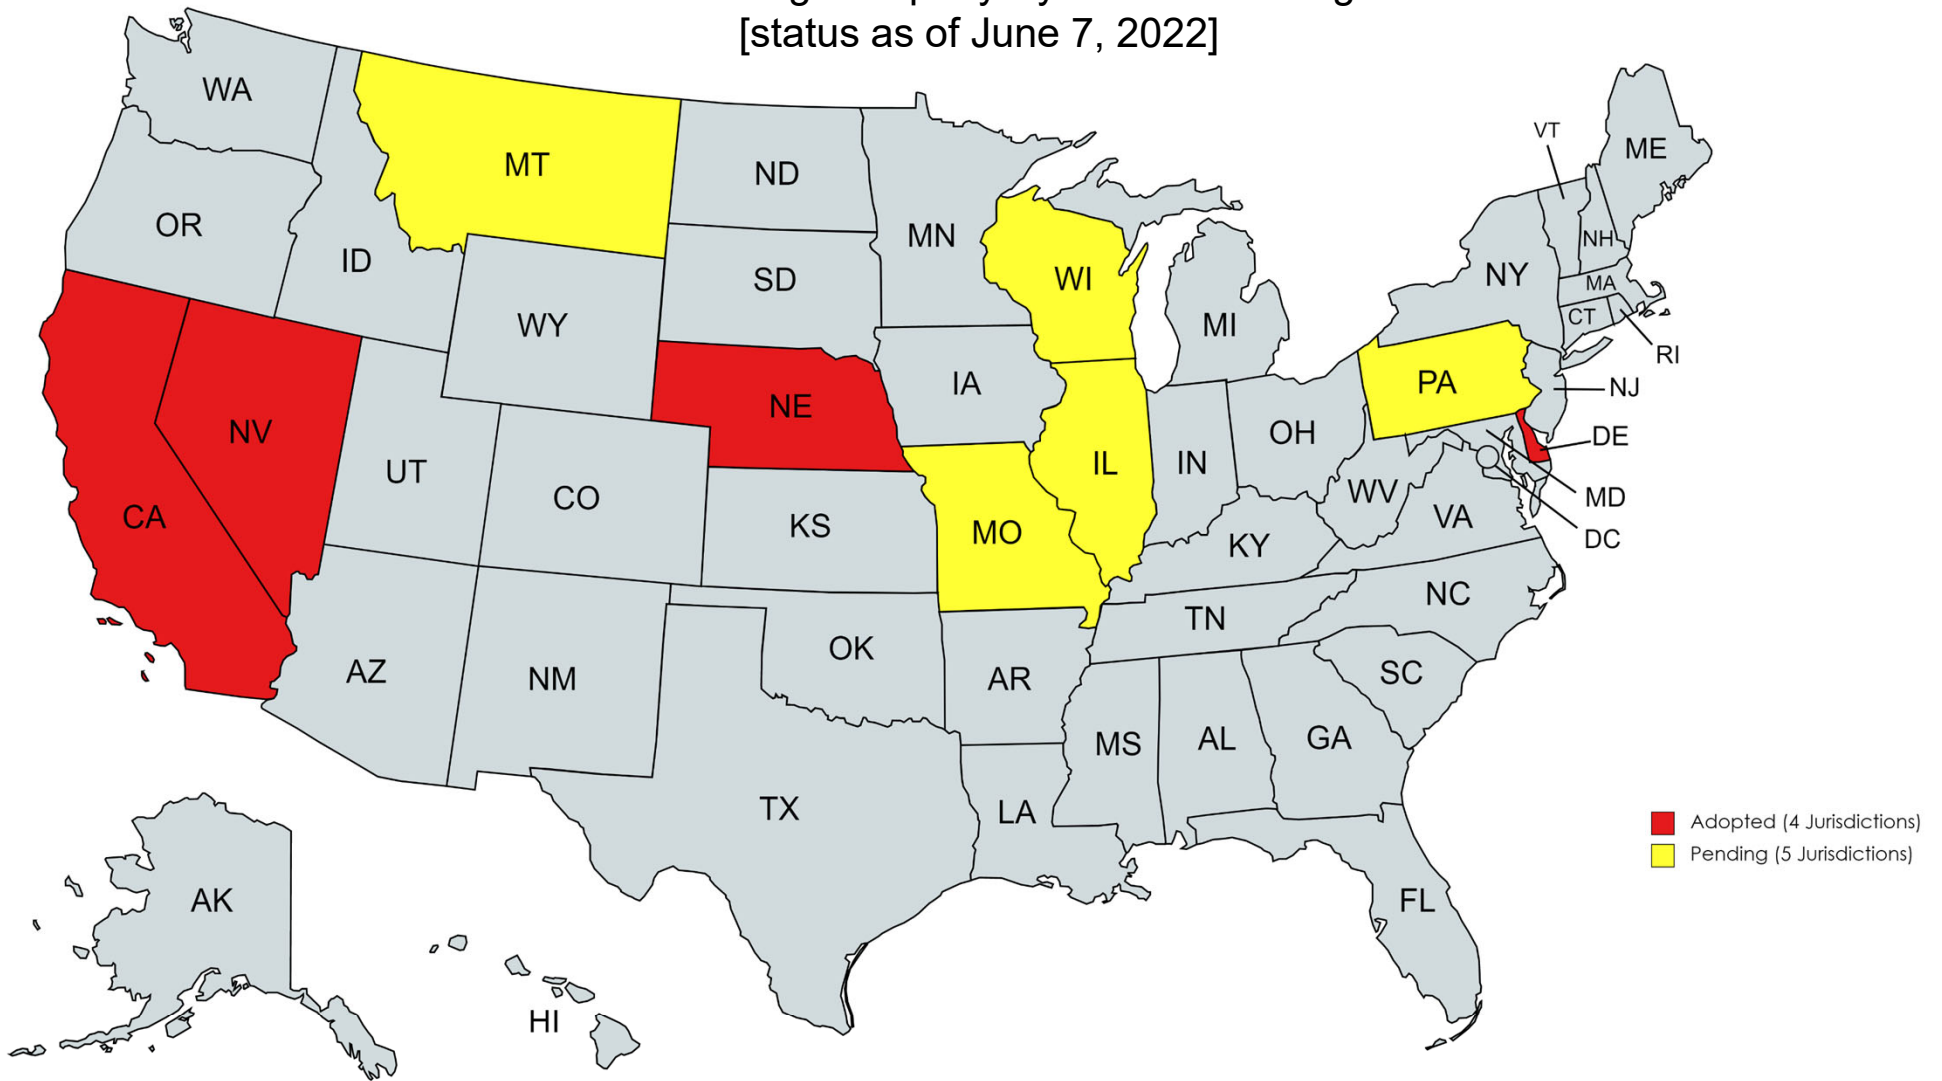 [status as of June 7, 2022]
WA
MT
ND
VT
ME
OR
ID
MN
NH
SD
WI
NY
MA
WY
MI
CT
RI
IA
PA
NJ
NE
NV
OH
DE
UT
IL
IN
CO
WV
MD
CA
KS
MO
VA
DC
KY
NC
TN
OK
AZ
NM
AR
SC
MS
AL
GA
TX
LA
Adopted (4 Jurisdictions)
Pending (5 Jurisdictions)
AK
FL
HI